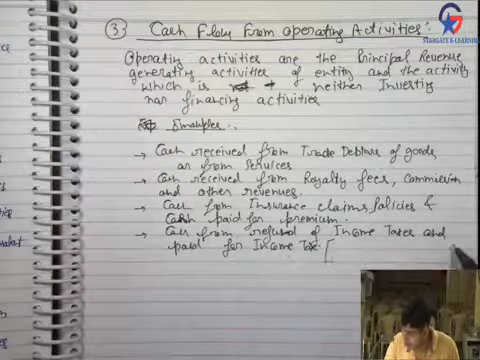 ③ Cash Flow From operating Activities:
STARGATE E-LEARNING
Operating activities are the Principal Revenue
generating activities of entity and the activity
which is neither Investing
nor financing activities
Examples..
→ Cash received from Trade Debtors of goods
or from services
→ Cash received from Royalty fees, commission
and other revenues.
→ Cash from Insurance claims, Policies &
Cash paid for premium.
→ Cash from refund of Income Taxes and
paid for Income Tax [